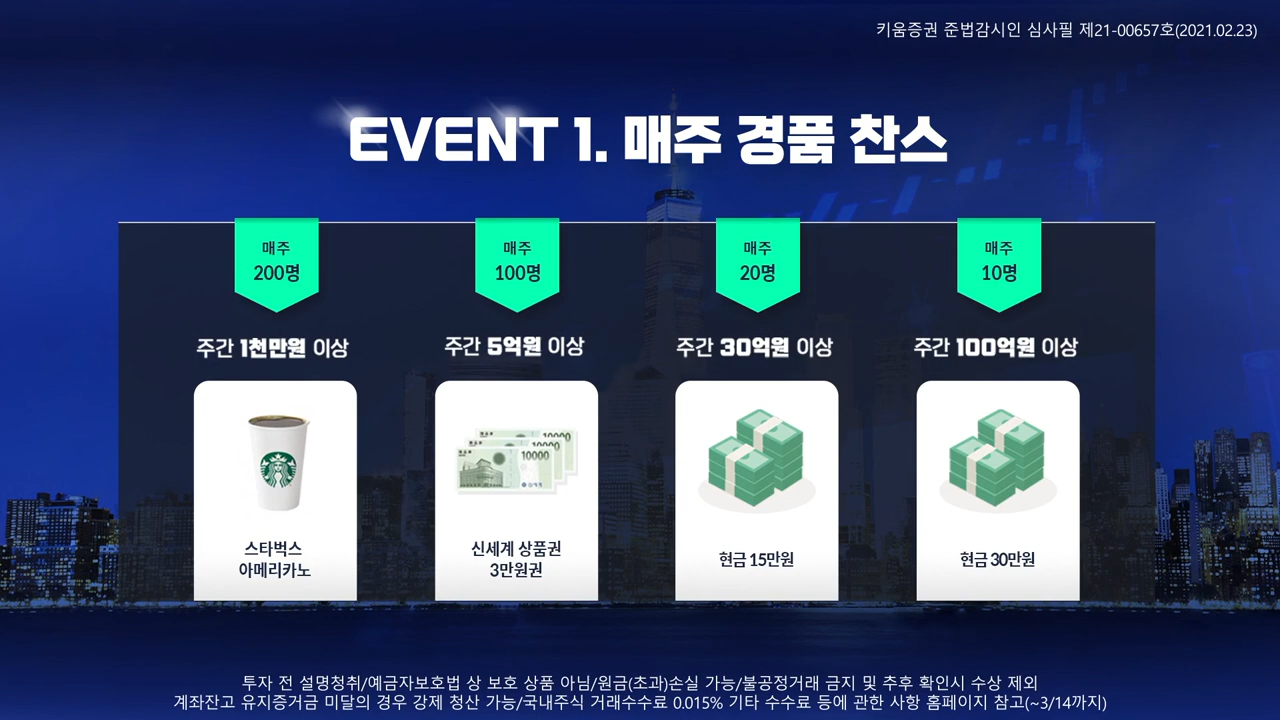 키움증권 준법감시인 심사필 제21-00657호(2021.02.23)
EVENT 1. 매주 경품 찬스
매주
200명
주간 1천만원 이상
스타벅스
아메리카노
매주
100명
주간 5억원 이상
10000
10000
10000
신세계 상품권
3만원권
매주
20명
주간 30억원 이상
현금 15만원
매주
10명
주간 100억원 이상
현금 30만원
투자 전 설명청취/예금자보호법 상 보호 상품 아님/원금(초과)손실 가능/불공정거래 금지 및 추후 확인시 수상 제외
계좌잔고 유지증거금 미달의 경우 강제 청산 가능/국내주식 거래수수료 0.015% 기타 수수료 등에 관한 사항 홈페이지 참고(~3/14까지)